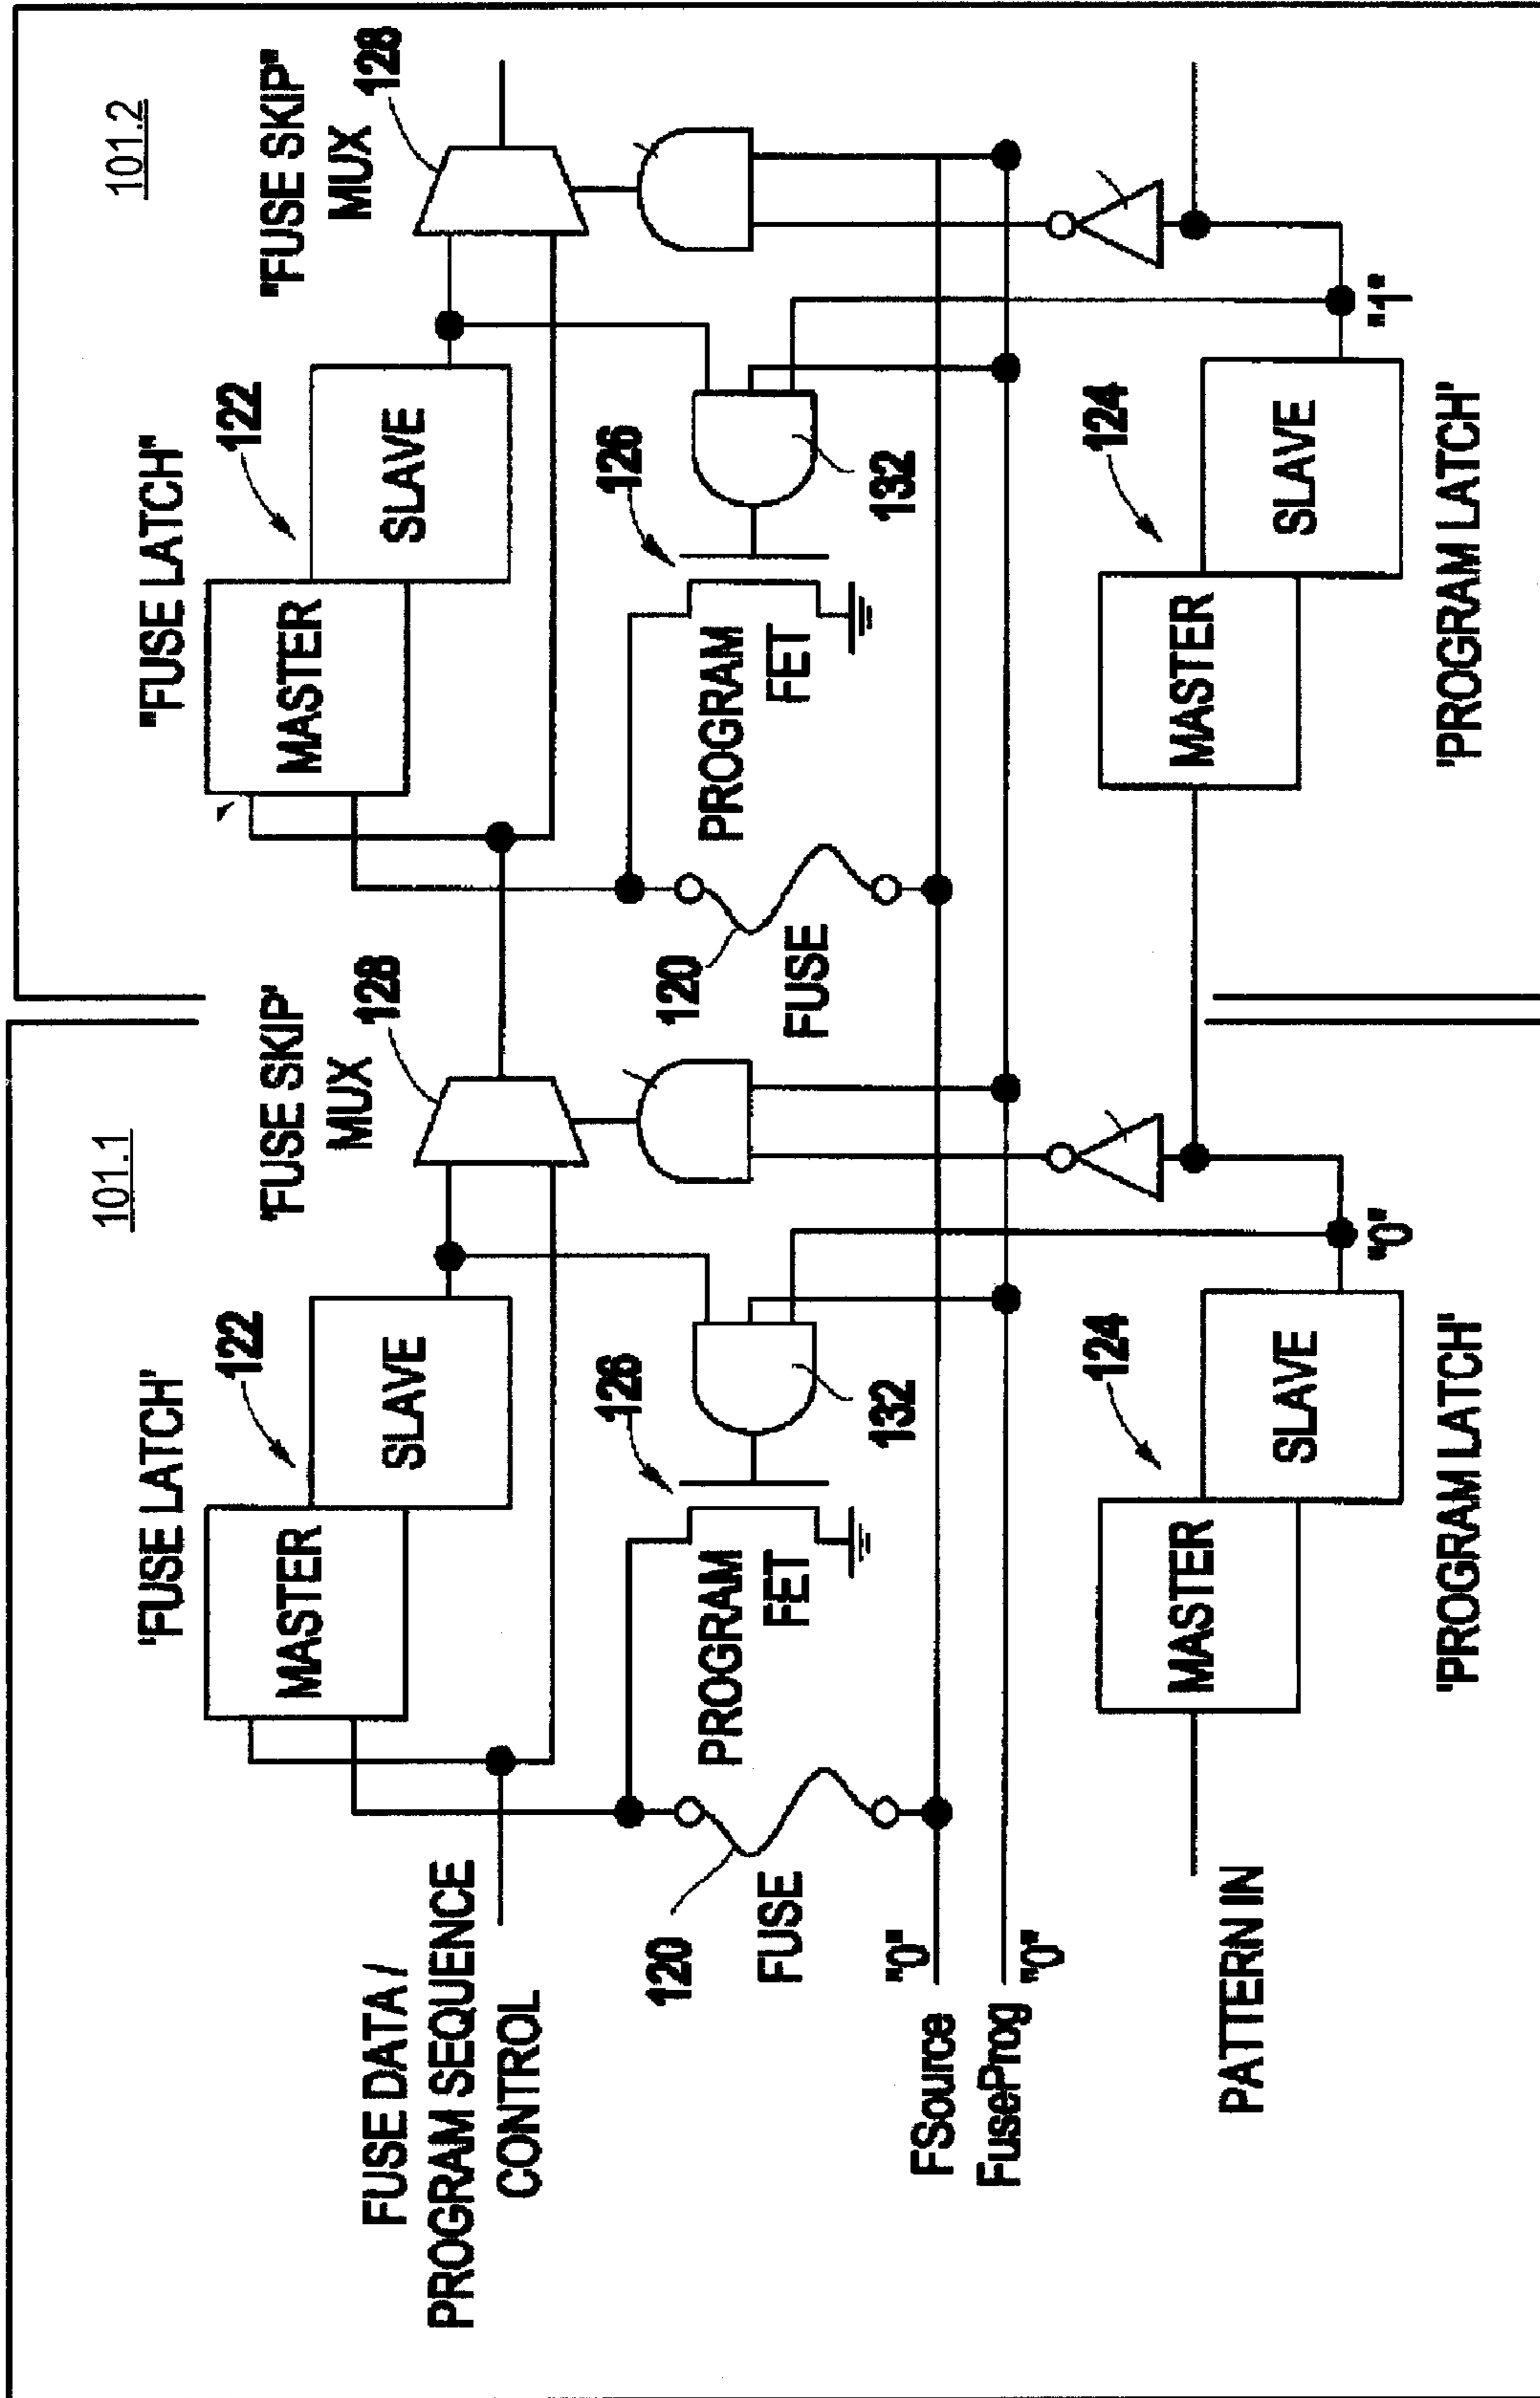 101.1
101.2
'FUSE LATCH'
"FUSE LATCH"
122
'FUSE SKIP'
MUX
128
122
"FUSE SKIP"
MUX
128
MASTER
SLAVE
MASTER
SLAVE
FUSE DATA /
PROGRAM SEQUENCE
CONTROL
120
FUSE
PROGRAM
FET
126
132
120
FUSE
PROGRAM
FET
126
132
FSource "0"
FuseProg "0"
124
124
MASTER
SLAVE
"0"
MASTER
SLAVE
"1"
PATTERN IN
'PROGRAM LATCH'
'PROGRAM LATCH'